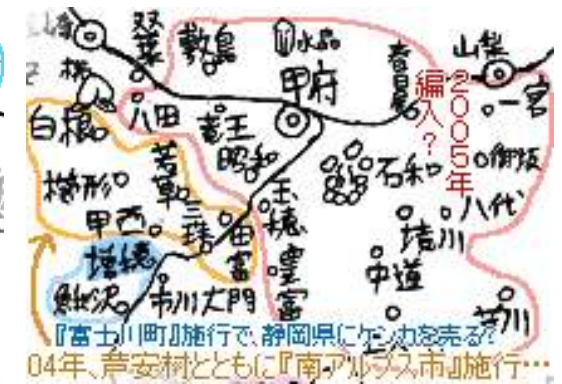 双葉
敷島
水晶
春日居
山梨
桃
甲府
2005年
編入?
一宮
白根
八田
竜王
昭和
石和
御坂
若草
櫛形
甲西
三珠
田富
玉穂
八代
境川
増穂
豊富
中道
鰍沢
市川大門
芦川
『富士川町』施行で、静岡県にケンカを売る?
04年、芦安村とともに『南アルプス市』施行…